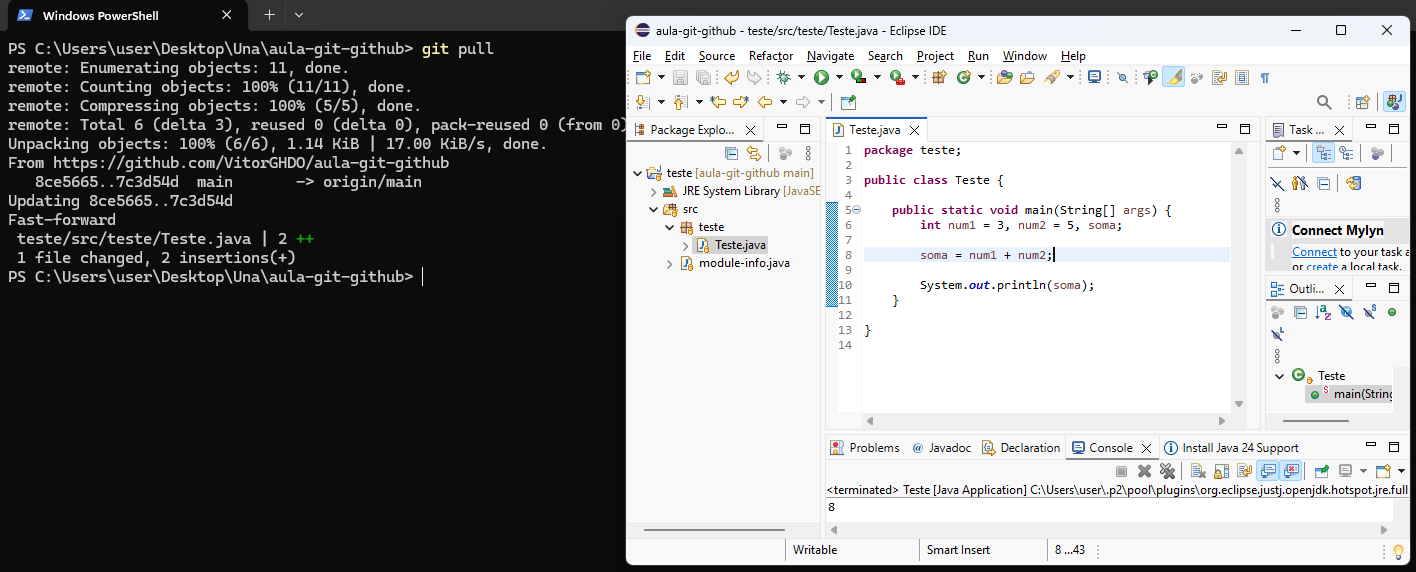 Windows PowerShell
PS C:\Users\user\Desktop\Una\aula-git-github> git pull
remote: Enumerating objects: 11, done.
remote: Counting objects: 100% (11/11), done.
remote: Compressing objects: 100% (5/5), done.
remote: Total 6 (delta 3), reused 0 (delta 0), pack-reused 0 (from 0)
Unpacking objects: 100% (6/6), 1.14 KiB | 17.00 KiB/s, done.
From https://github.com/VitorGHDO/aula-git-github
8ce5665..7c3d54d main -> origin/main
Updating 8ce5665..7c3d54d
Fast-forward
teste/src/teste/Teste.java | 2 ++
1 file changed, 2 insertions(+)
PS C:\Users\user\Desktop\Una\aula-git-github>
aula-git-github - teste/src/teste/Teste.java - Eclipse IDE
File Edit Source Refactor Navigate Search Project Run Window Help
Package Explo...
teste [aula-git-github main]
JRE System Library [JavaSE
src
teste
Teste.java
module-info.java
Teste.java
1 package teste;
2
3 public class Teste {
4
5 public static void main(String[] args) {
6 int num1 = 3, num2 = 5, soma;
7
8 soma = num1 + num2;
9
10 System.out.println(soma);
11 }
12
13 }
14
Task ...
Connect Mylyn
Connect to your task a
or create a local task.
Outli...
Teste
main(String
Problems @ Javadoc Declaration Console Install Java 24 Support
<terminated> Teste [Java Application] C:\Users\user\.p2\pool\plugins\org.eclipse.justj.openjdk.hotspot.jre.full
8
Writable Smart Insert 8 ...43